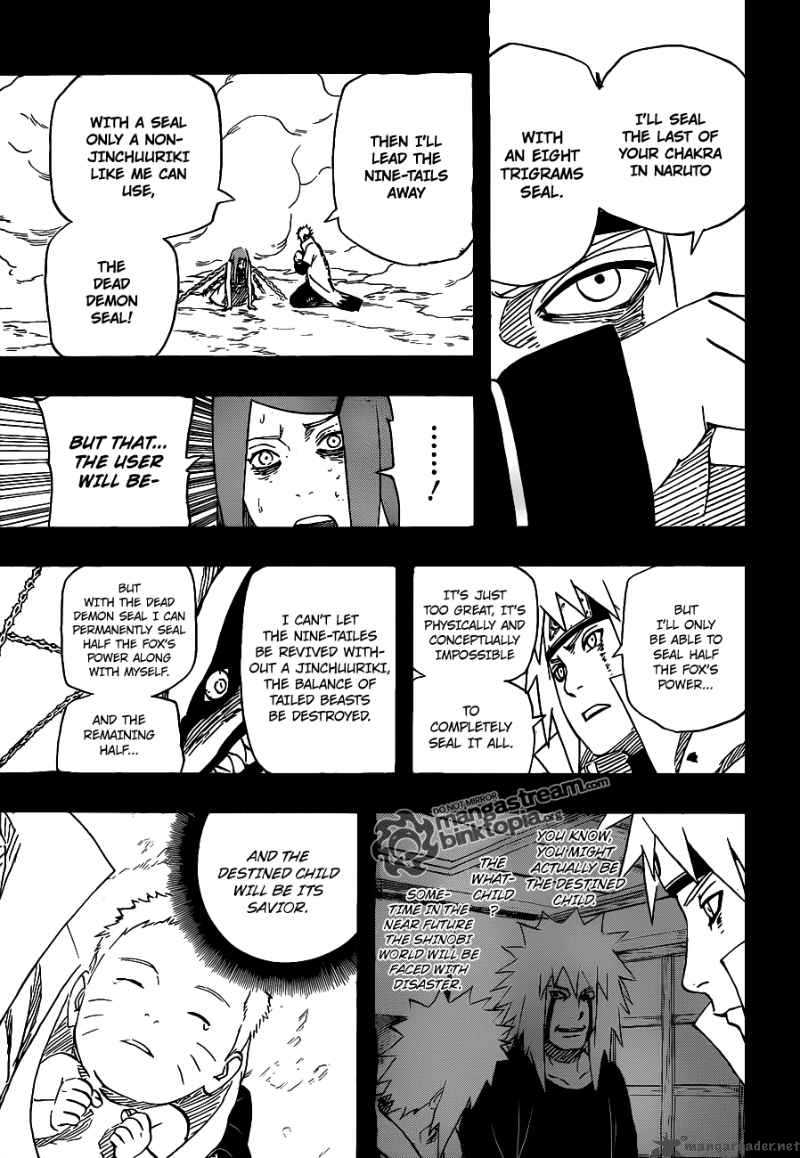 I'LL SEAL
THE LAST OF
YOUR CHAKRA
IN NARUTO
WITH
AN EIGHT
TRIGRAMS
SEAL.
THEN I'LL
LEAD THE
NINE-TAILS
AWAY
WITH A SEAL
ONLY A NON-
JINCHUURIKI
LIKE ME CAN
USE,
THE
DEAD
DEMON
SEAL!
......!
BUT THAT...
THE USER
WILL BE-
BUT
I'LL ONLY
BE ABLE TO
SEAL HALF
THE FOX'S
POWER...
IT'S JUST
TOO GREAT, IT'S
PHYSICALLY AND
CONCEPTUALLY
IMPOSSIBLE
TO
COMPLETELY
SEAL IT ALL.
I CAN'T LET
THE NINE-TAILES
BE REVIVED WITH-
OUT A JINCHUURIKI,
THE BALANCE OF
TAILED BEASTS
BE DESTROYED.
BUT
WITH THE DEAD
DEMON SEAL I CAN
PERMANENTLY SEAL
HALF THE FOX'S
POWER ALONG
WITH MYSELF.
AND THE
REMAINING
HALF...
DO NOT MIRROR
mangastream.com
binktopia.org
YOU KNOW,
YOU MIGHT
ACTUALLY BE
THE DESTINED
CHILD.
THE
WHAT-
CHILD
?
SOME-
TIME IN THE
NEAR FUTURE
THE SHINOBI
WORLD WILL BE
FACED WITH
DISASTER.
AND THE
DESTINED CHILD
WILL BE ITS
SAVIOR.
mangareader.net